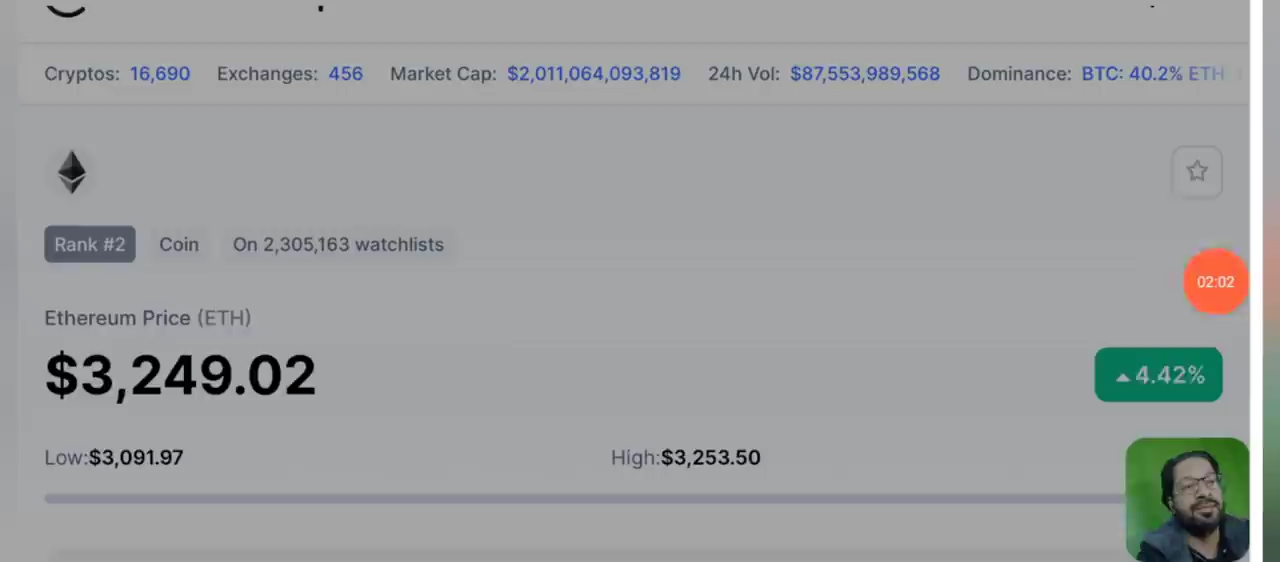 Cryptos: 16,690 Exchanges: 456 Market Cap: $2,011,064,093,819 24h Vol: $87,553,989,568 Dominance: BTC: 40.2% ETH
Rank #2 Coin On 2,305,163 watchlists
02:02
Ethereum Price (ETH)
$3,249.02 4.42%
Low:$3,091.97 High:$3,253.50